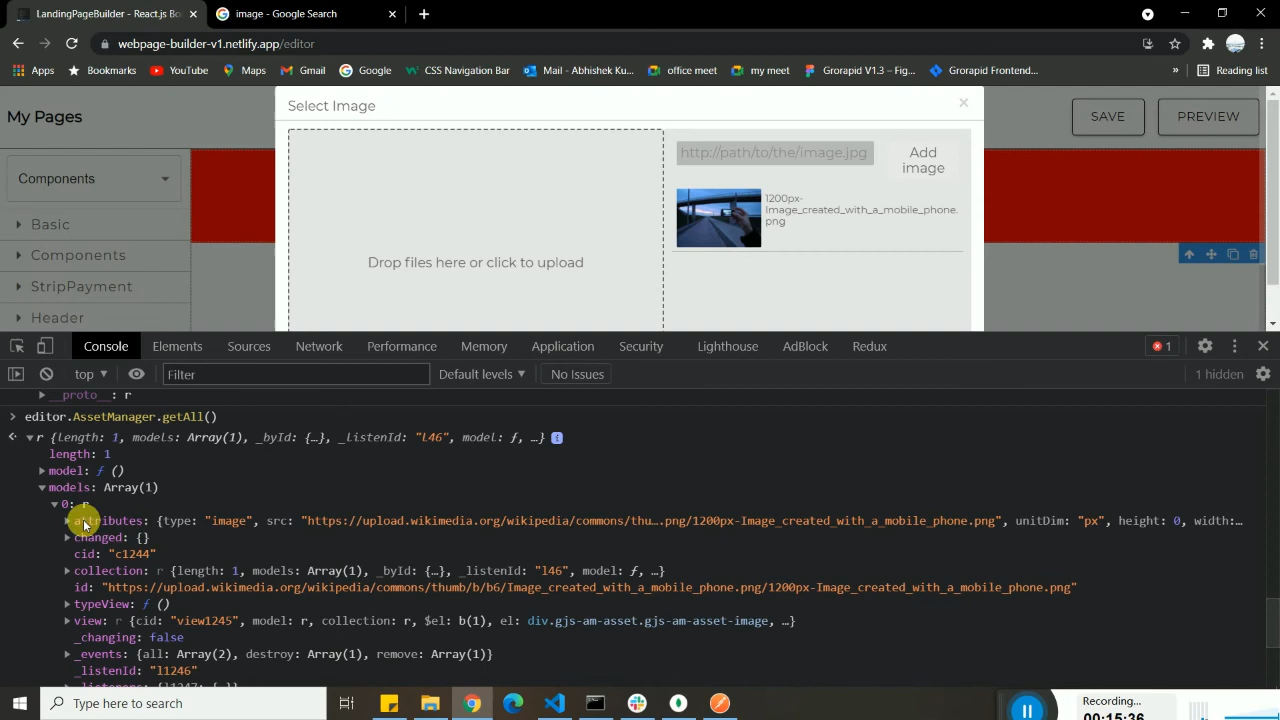 LandingPageBuilder - React.js Bo
image - Google Search
webpage-builder-v1.netlify.app/editor
Apps
Bookmarks
YouTube
Maps
Gmail
Google
CSS Navigation Bar
Mail - Abhishek Ku...
office meet
my meet
Grorapid V1.3 – Fig...
Grorapid Frontend...
»
Reading list
My Pages
Select Image
×
SAVE
PREVIEW
Components
Basic
Components
StripPayment
Header
http://path/to/the/image.jpg
Add
image
1200px-
Image_created_with_a_mobile_phone.
png
Drop files here or click to upload
Console
Elements
Sources
Network
Performance
Memory
Application
Security
Lighthouse
AdBlock
Redux
1
top
Filter
Default levels
No Issues
1 hidden
__proto__: r
editor.AssetManager.getAll()
r {length: 1, models: Array(1), _byId: {…}, _listenId: "l46", model: ƒ, …}
length: 1
model: ƒ ()
models: Array(1)
0: r
attributes: {type: "image", src: "https://upload.wikimedia.org/wikipedia/commons/thu….png/1200px-Image_created_with_a_mobile_phone.png", unitDim: "px", height: 0, width:…
changed: {}
cid: "c1244"
collection: r {length: 1, models: Array(1), _byId: {…}, _listenId: "l46", model: ƒ, …}
id: "https://upload.wikimedia.org/wikipedia/commons/thumb/b/b6/Image_created_with_a_mobile_phone.png/1200px-Image_created_with_a_mobile_phone.png"
typeView: ƒ ()
view: r {cid: "view1245", model: r, collection: r, $el: b(1), el: div.gjs-am-asset.gjs-am-asset-image, …}
_changing: false
_events: {all: Array(2), destroy: Array(1), remove: Array(1)}
_listenId: "l1246"
_listeners: {l1247: {…}}
Type here to search
Recording...
00:15:36